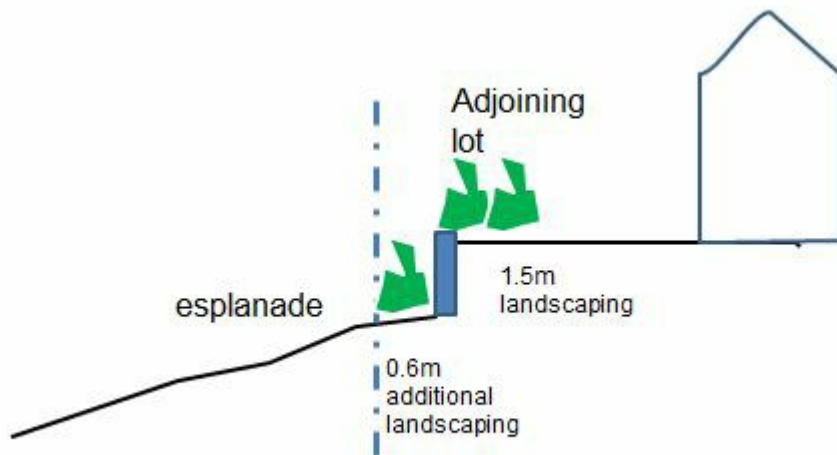 Adjoining
lot
esplanade
1.5m
landscaping
0.6m
additional
landscaping